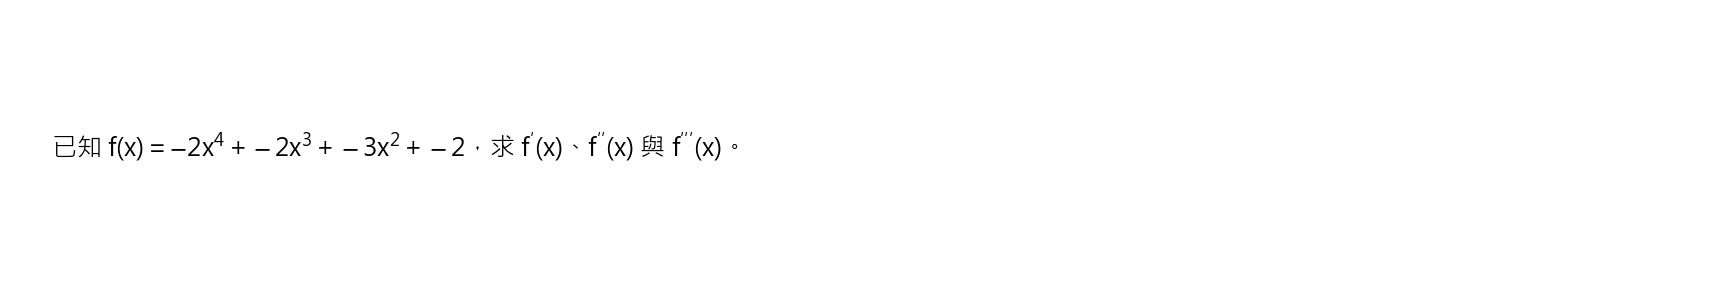 已知 f(x) = −2x⁴ + − 2x³ + − 3x² + − 2，求 f′(x)、f′′(x) 與 f′′′(x)。